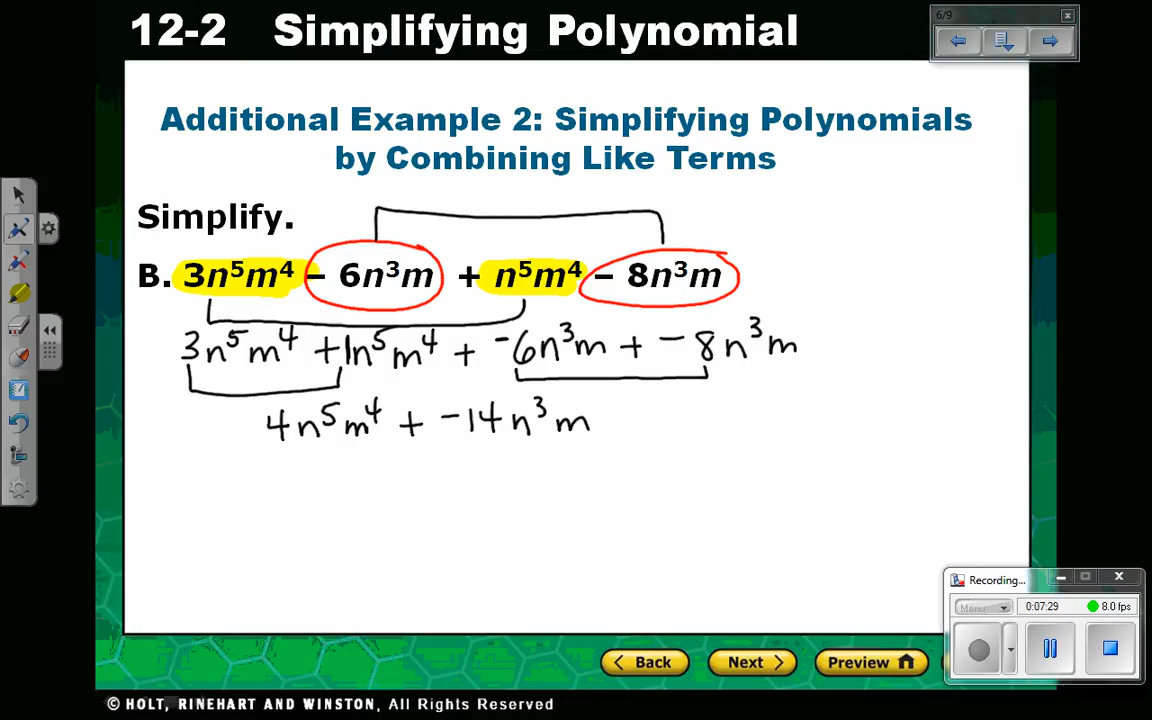 12-2 Simplifying Polynomial
6/9
Additional Example 2: Simplifying Polynomials
by Combining Like Terms
Simplify.
B. 3n⁵m⁴ – 6n³m + n⁵m⁴ – 8n³m
3n⁵m⁴ + 1n⁵m⁴ + ⁻6n³m + ⁻8n³m
4n⁵m⁴ + ⁻14n³m
Recording...
Menu
0:07:29
8.0 fps
Back
Next
Preview
© HOLT, RINEHART AND WINSTON, All Rights Reserved